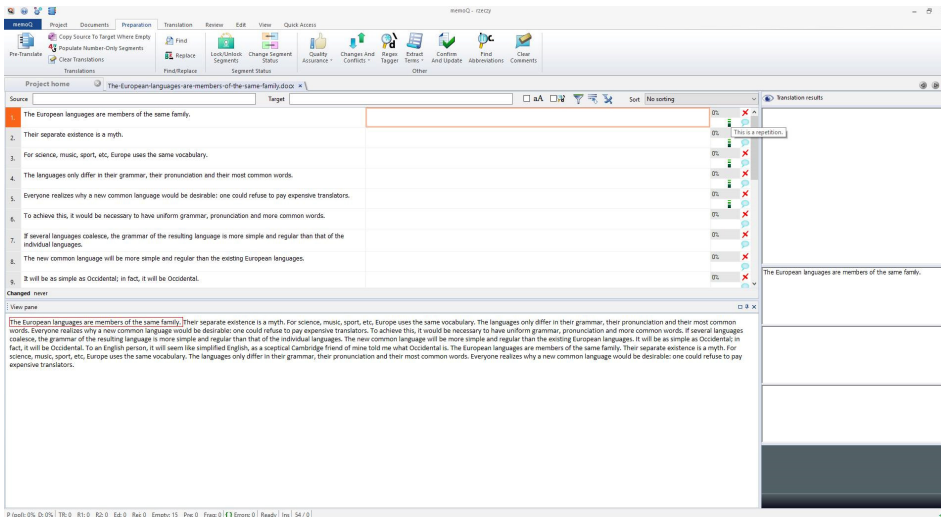 memoQ - rzeczy
memoQ Project Documents Preparation Translation Review Edit View Quick Access
Pre-Translate
Copy Source To Target Where Empty
Populate Number-Only Segments
Clear Translations
Translations
Find
Replace
Find/Replace
Lock/Unlock Segments
Change Segment Status
Segment Status
Quality Assurance
Changes And Conflicts
Regex Tagger
Extract Terms
Confirm And Update
Find Abbreviations
Clear Comments
Other
Project home The-European-languages-are-members-of-the-same-family.docx ×
Source Target aA Sort No sorting Translation results
1. The European languages are members of the same family. 0%
This is a repetition.
2. Their separate existence is a myth. 0%
3. For science, music, sport, etc, Europe uses the same vocabulary. 0%
4. The languages only differ in their grammar, their pronunciation and their most common words. 0%
5. Everyone realizes why a new common language would be desirable: one could refuse to pay expensive translators. 0%
6. To achieve this, it would be necessary to have uniform grammar, pronunciation and more common words. 0%
7. If several languages coalesce, the grammar of the resulting language is more simple and regular than that of the
individual languages. 0%
8. The new common language will be more simple and regular than the existing European languages. 0%
9. It will be as simple as Occidental; in fact, it will be Occidental. 0%
The European languages are members of the same family.
Changed never
View pane
The European languages are members of the same family. Their separate existence is a myth. For science, music, sport, etc, Europe uses the same vocabulary. The languages only differ in their grammar, their pronunciation and their most common
words. Everyone realizes why a new common language would be desirable: one could refuse to pay expensive translators. To achieve this, it would be necessary to have uniform grammar, pronunciation and more common words. If several languages
coalesce, the grammar of the resulting language is more simple and regular than that of the individual languages. The new common language will be more simple and regular than the existing European languages. It will be as simple as Occidental; in
fact, it will be Occidental. To an English person, it will seem like simplified English, as a sceptical Cambridge friend of mine told me what Occidental is. The European languages are members of the same family. Their separate existence is a myth. For
science, music, sport, etc, Europe uses the same vocabulary. The languages only differ in their grammar, their pronunciation and their most common words. Everyone realizes why a new common language would be desirable: one could refuse to pay
expensive translators.
P (pol): 0% D: 0% TR: 0 R1: 0 R2: 0 Ed: 0 Rej: 0 Empty: 15 Pre: 0 Frag: 0 Errors: 0 Ready Ins 54 / 0